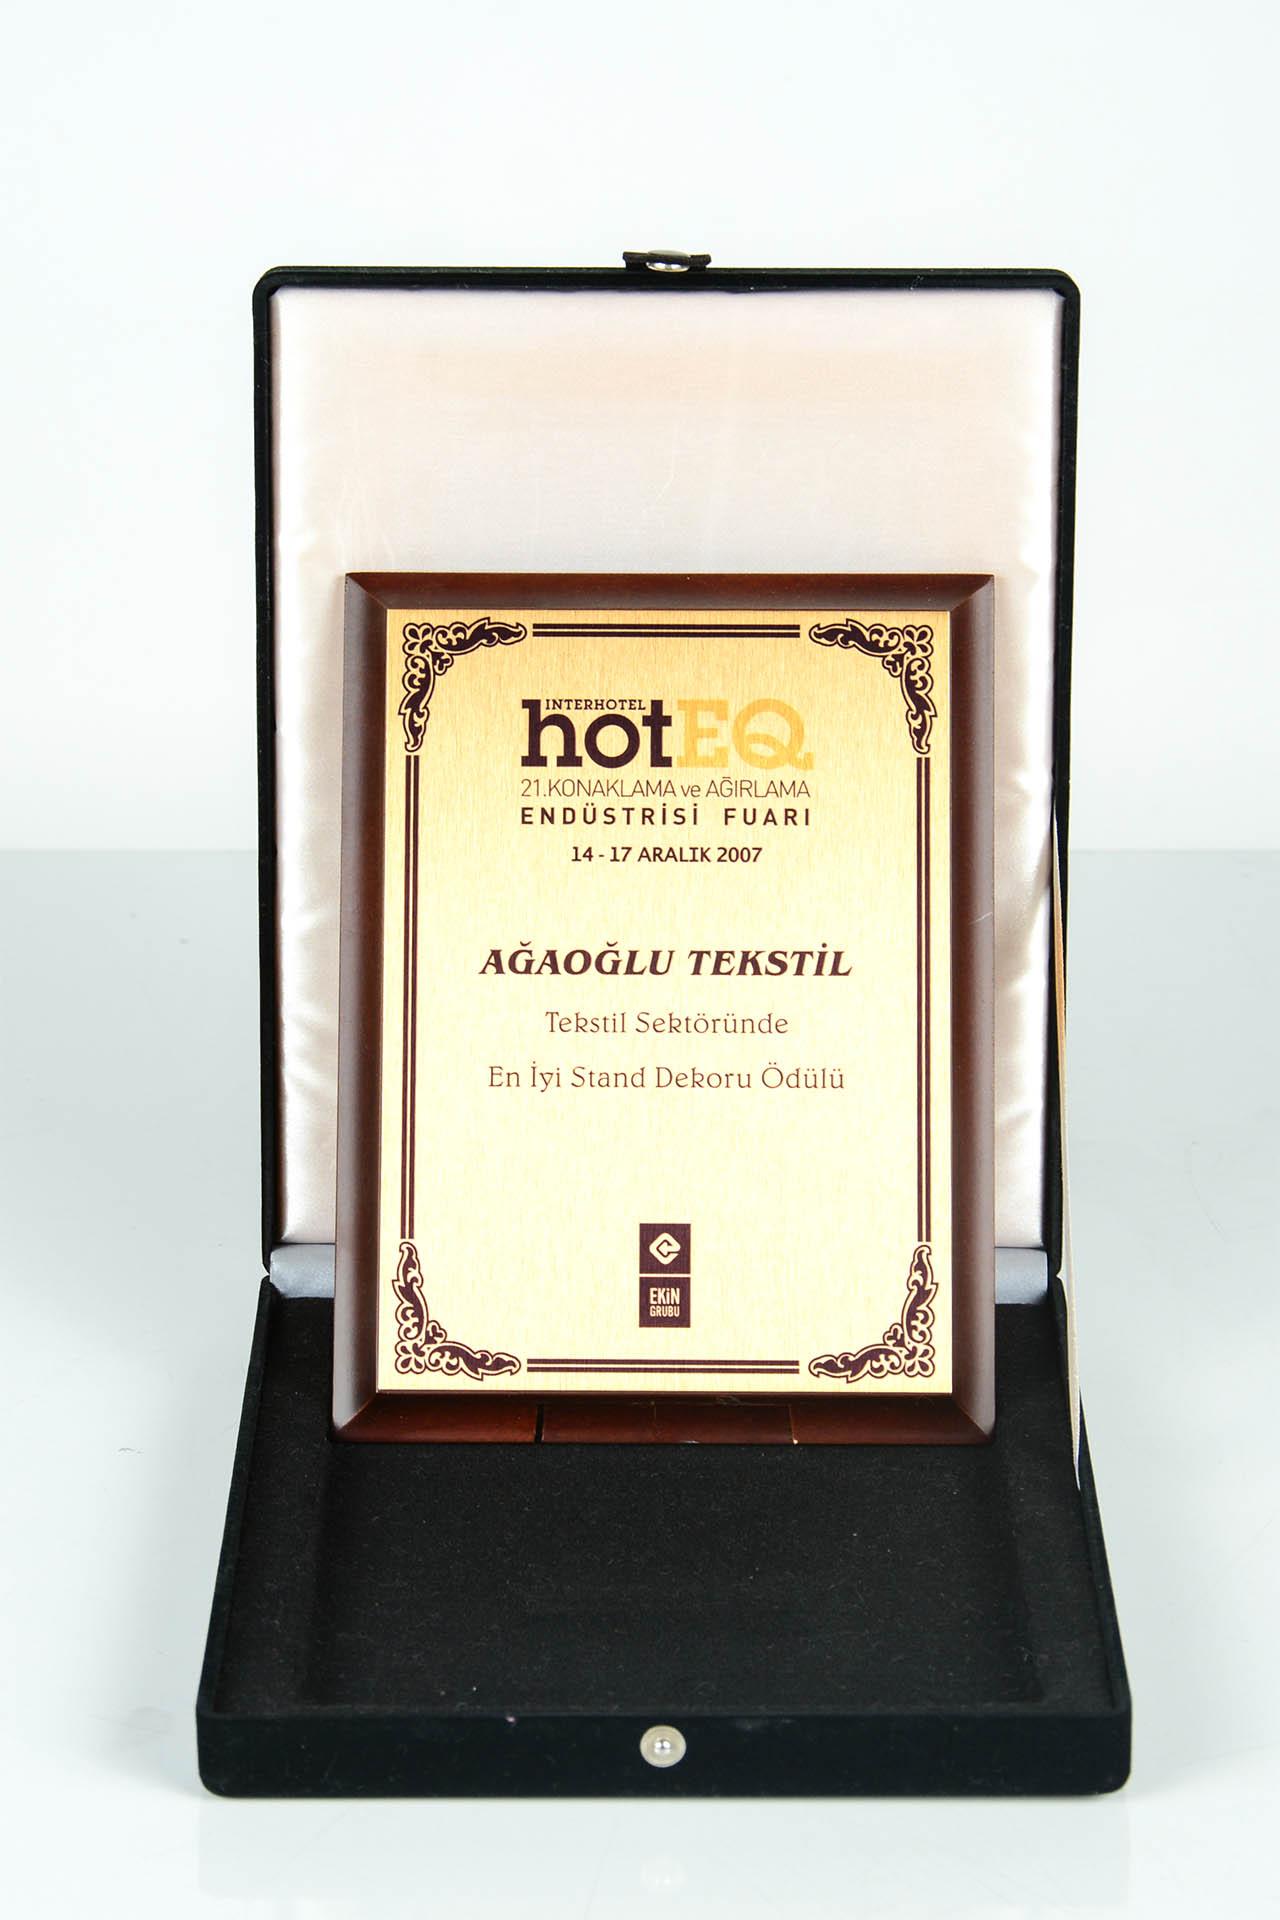 INTERHOTEL
hotEQ
21.KONAKLAMA ve AĞIRLAMA
ENDÜSTRİSİ FUARI
14 - 17 ARALIK 2007
AĞAOĞLU TEKSTİL
Tekstil Sektöründe
En İyi Stand Dekoru Ödülü
EKİN
GRUBU